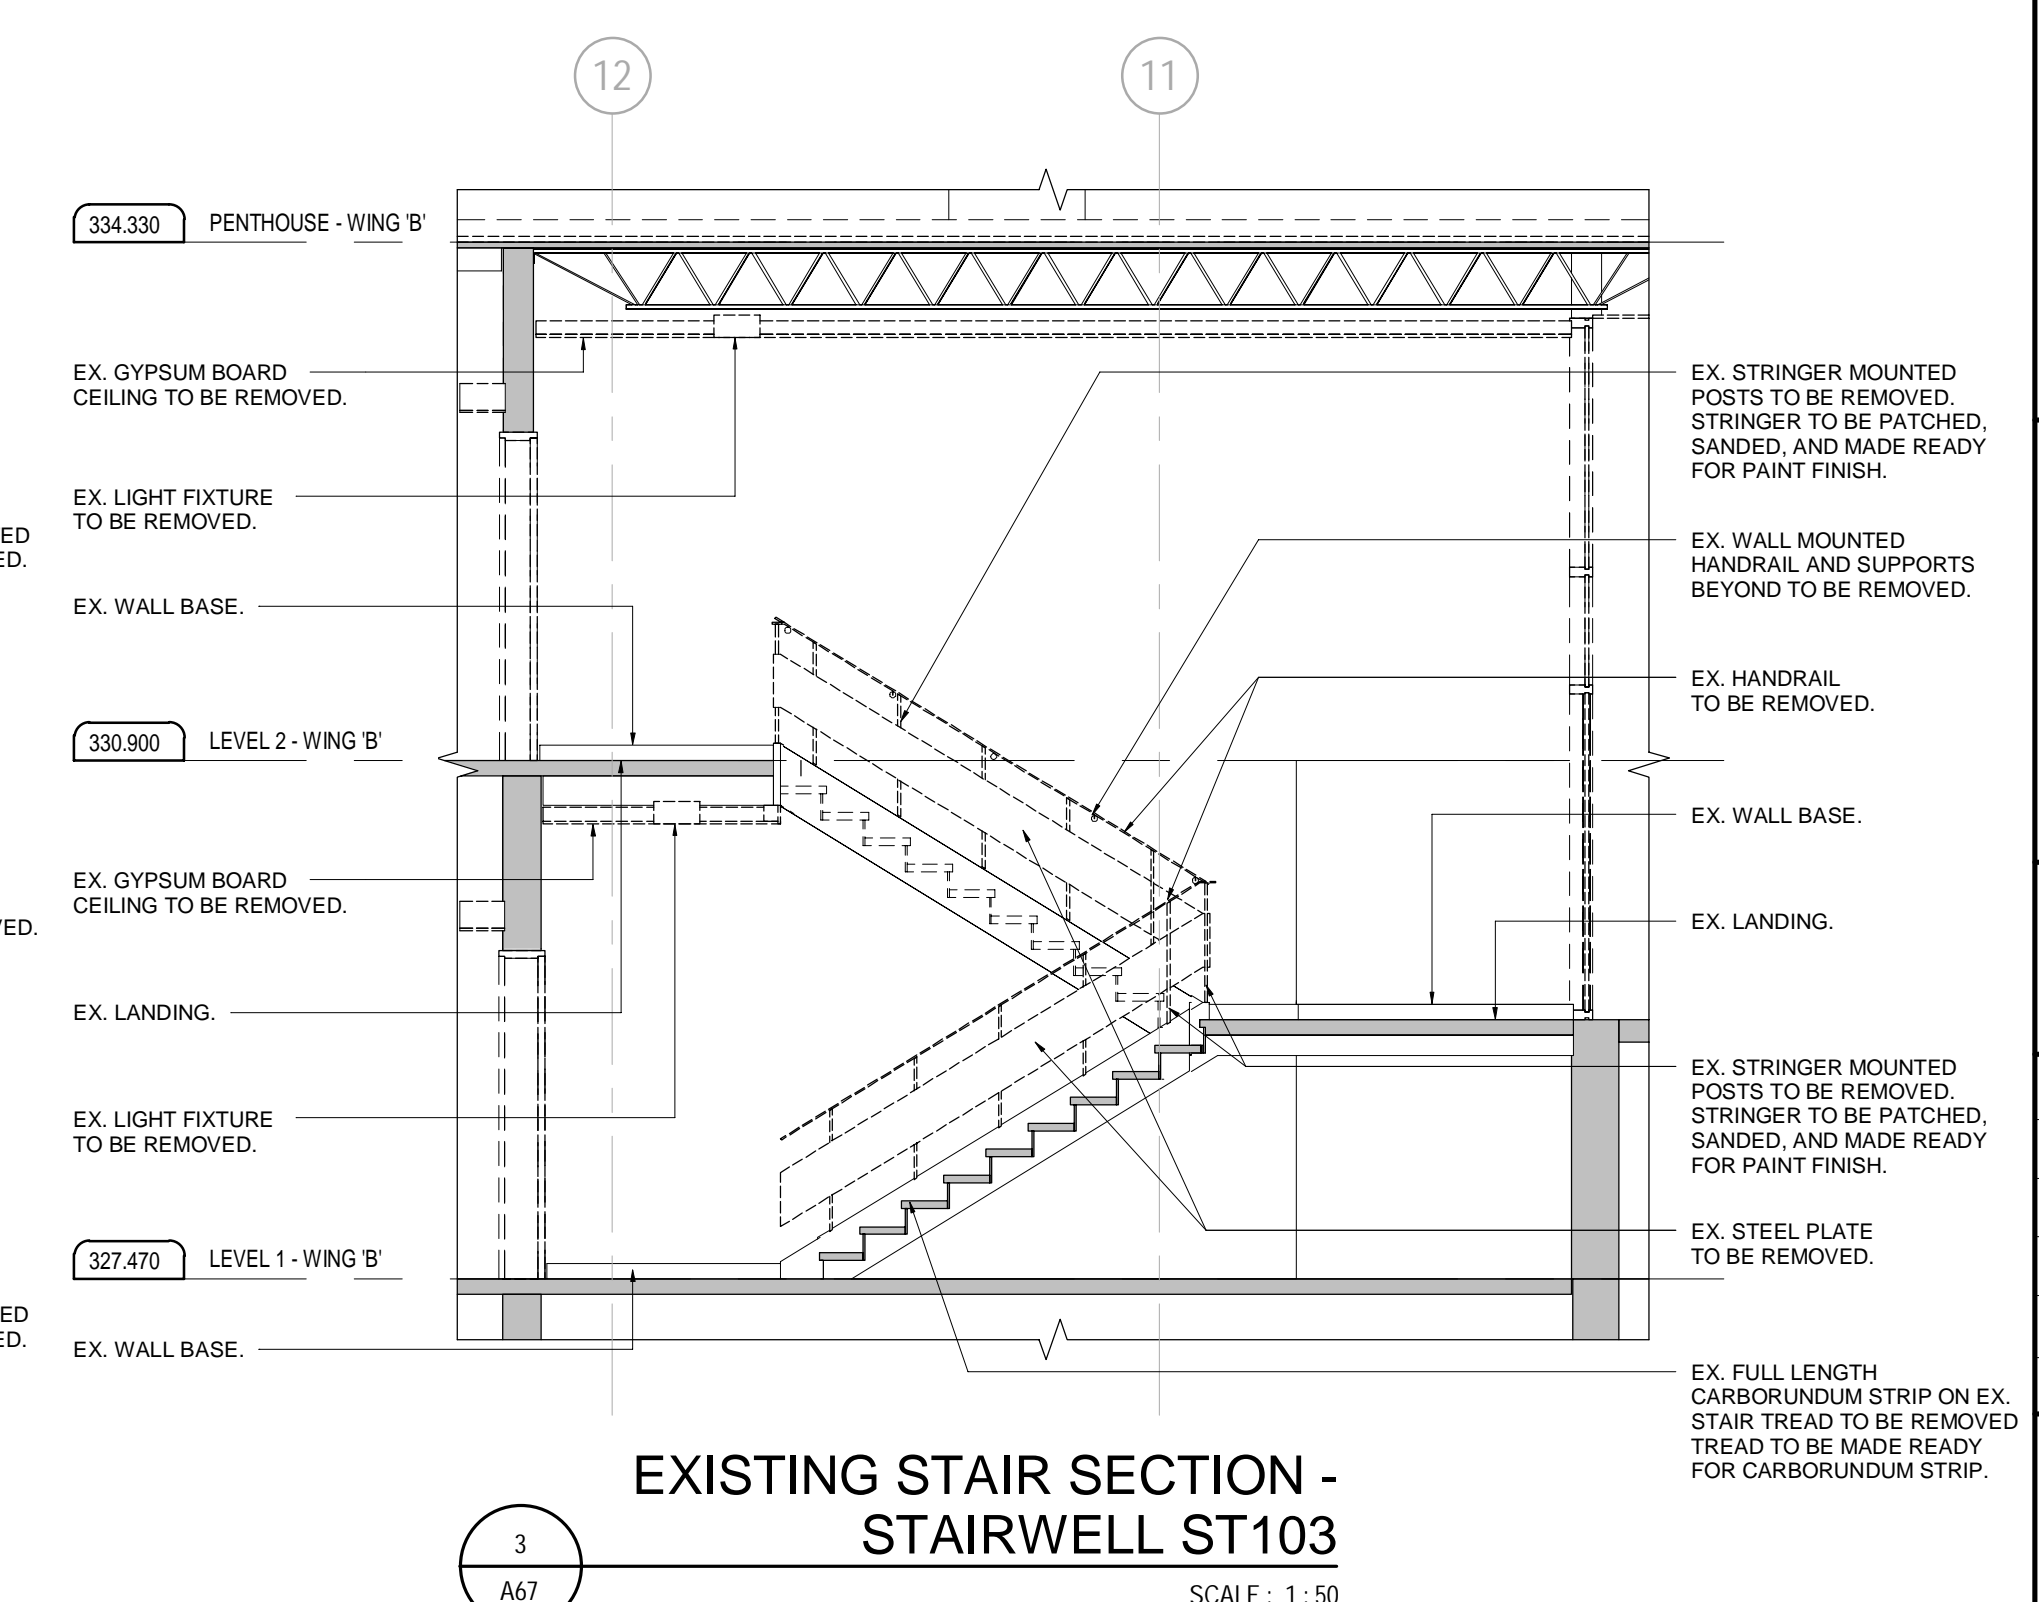 12
11
334.330
PENTHOUSE - WING 'B'
EX. GYPSUM BOARD
CEILING TO BE REMOVED.
EX. LIGHT FIXTURE
TO BE REMOVED.
ED
ED.
EX. WALL BASE.
330.900
LEVEL 2 - WING 'B'
EX. GYPSUM BOARD
CEILING TO BE REMOVED.
VED.
EX. LANDING.
EX. LIGHT FIXTURE
TO BE REMOVED.
327.470
LEVEL 1 - WING 'B'
ED
ED.
EX. WALL BASE.
EX. STRINGER MOUNTED
POSTS TO BE REMOVED.
STRINGER TO BE PATCHED,
SANDED, AND MADE READY
FOR PAINT FINISH.
EX. WALL MOUNTED
HANDRAIL AND SUPPORTS
BEYOND TO BE REMOVED.
EX. HANDRAIL
TO BE REMOVED.
EX. WALL BASE.
EX. LANDING.
EX. STRINGER MOUNTED
POSTS TO BE REMOVED.
STRINGER TO BE PATCHED,
SANDED, AND MADE READY
FOR PAINT FINISH.
EX. STEEL PLATE
TO BE REMOVED.
EX. FULL LENGTH
CARBORUNDUM STRIP ON EX.
STAIR TREAD TO BE REMOVED
TREAD TO BE MADE READY
FOR CARBORUNDUM STRIP.
EXISTING STAIR SECTION -
STAIRWELL ST103
3
A67
SCALE : 1 : 50